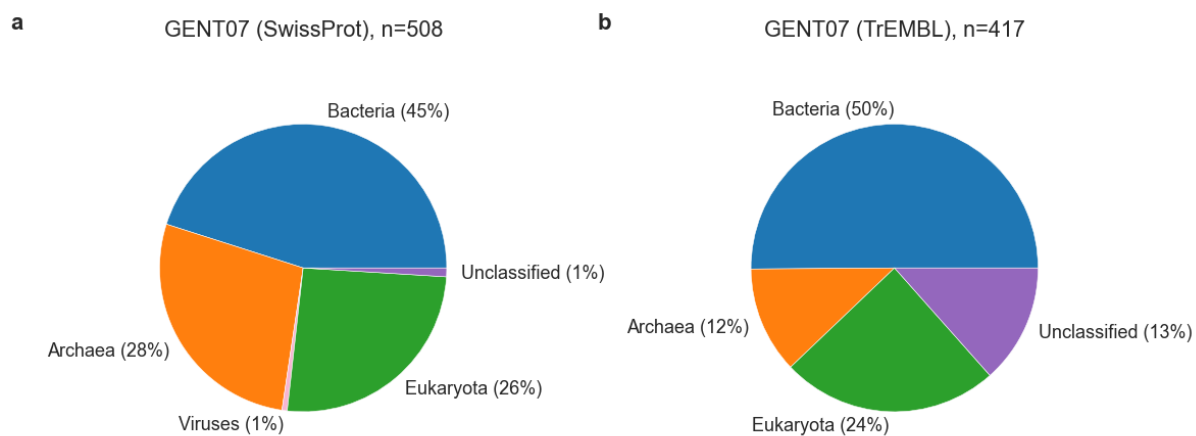 a
GENT07 (SwissProt), n=508
Bacteria (45%)
Unclassified (1%)
Archaea (28%)
Eukaryota (26%)
Viruses (1%)
b
GENT07 (TrEMBL), n=417
Bacteria (50%)
Archaea (12%)
Unclassified (13%)
Eukaryota (24%)